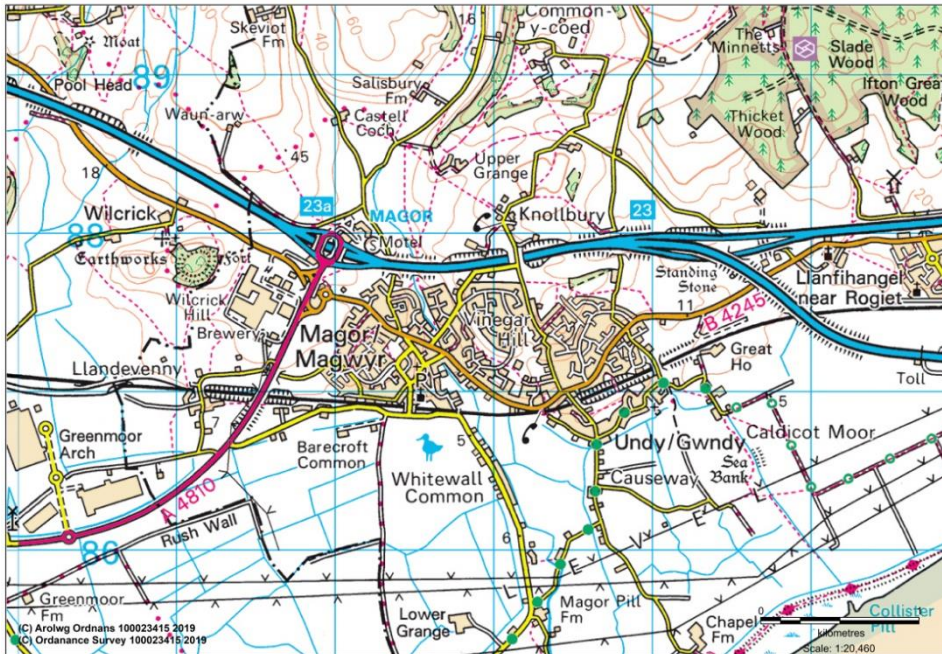 Moat
Skeviot
Fm
16
Common-
y-coed
The
Minnetts
Slade
Wood
89
Pool Head
Salisbury
Fm
Ifton Great
Wood
Waun-arw
Castell
Coch
Thicket
Wood
45
Upper
Grange
18
23a
MAGOR
Knollbury
23
Wilcrick
88
Motel
Earthworks
Fort
Standing
Stone
Llanfihangel
near Rogiet
11
Wilcrick
Hill
Brewery
Magor/
Magwyr
Vinegar
Hill
B 4245
Great
Ho
Llandevenny
Toll
5
7
Greenmoor
Arch
Barecroft
Common
5
Undy/Gwndy
Caldicot Moor
Whitewall
Common
Causeway
Sea
Bank
A 4810
Rush Wall
86
6
L E V E
Greenmoor
Fm
Lower
Grange
Magor Pill
Fm
Chapel
Fm
Collister
Pill
0
kilometres
Scale: 1:20,460
(C) Arolwg Ordnans 100023415 2019
(C) Ordanance Survey 100023415 2019